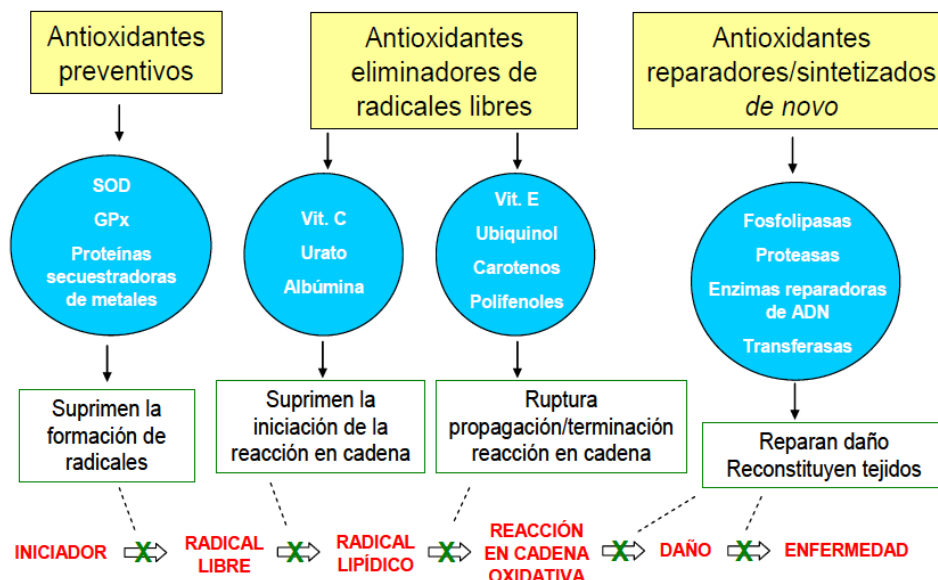 Antioxidantes
preventivos
Antioxidantes
eliminadores de
radicales libres
Antioxidantes
reparadores/sintetizados
de novo
SOD
GPx
Proteínas
secuestradoras
de metales
Vit. C
Urato
Albúmina
Vit. E
Ubiquinol
Carotenos
Polifenoles
Fosfolipasas
Proteasas
Enzimas reparadoras
de ADN
Transferasas
Suprimen la
formación de
radicales
Suprimen la
iniciación de la
reacción en cadena
Ruptura
propagación/terminación
reacción en cadena
Reparan daño
Reconstituyen tejidos
INICIADOR
X
RADICAL
LIBRE
X
RADICAL
LIPÍDICO
X
REACCIÓN
EN CADENA
OXIDATIVA
X
DAÑO
X
ENFERMEDAD